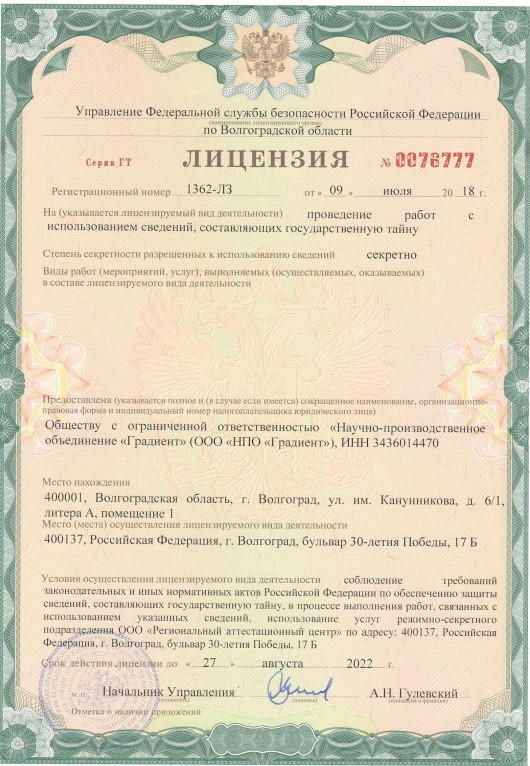 Управление Федеральной службы безопасности Российской Федерации
(наименование лицензирующего органа)
по Волгоградской области
Серия ГТ ЛИЦЕНЗИЯ № 0076777
Регистрационный номер 1362-ЛЗ от « 09 » июля 20 18 г.
На (указывается лицензируемый вид деятельности) проведение работ с
использованием сведений, составляющих государственную тайну
Степень секретности разрешенных к использованию сведений секретно
Виды работ (мероприятий, услуг), выполняемых (осуществляемых, оказываемых)
в составе лицензируемого вида деятельности
Предоставлена (указывается полное и (в случае если имеется) сокращенное наименование, организационно-
правовая форма и индивидуальный номер налогоплательщика юридического лица)
Обществу с ограниченной ответственностью «Научно-производственное
объединение «Градиент» (ООО «НПО «Градиент»), ИНН 3436014470
Место нахождения
400001, Волгоградская область, г. Волгоград, ул. им. Канунникова, д. 6/1,
литера А, помещение 1
Место (места) осуществления лицензируемого вида деятельности
400137, Российская Федерация, г. Волгоград, бульвар 30-летия Победы, 17 Б
Условия осуществления лицензируемого вида деятельности соблюдение требований
законодательных и иных нормативных актов Российской Федерации по обеспечению защиты
сведений, составляющих государственную тайну, в процессе выполнения работ, связанных с
использованием указанных сведений, использование услуг режимно-секретного
подразделения ООО «Региональный аттестационный центр» по адресу: 400137, Российская
Федерация, г. Волгоград, бульвар 30-летия Победы, 17 Б
Срок действия лицензии до « 27 » августа 2022 г.
Начальник Управления А.Н. Гулевский
м.п. (подпись) (инициалы и фамилия)
Отметка о наличии приложений